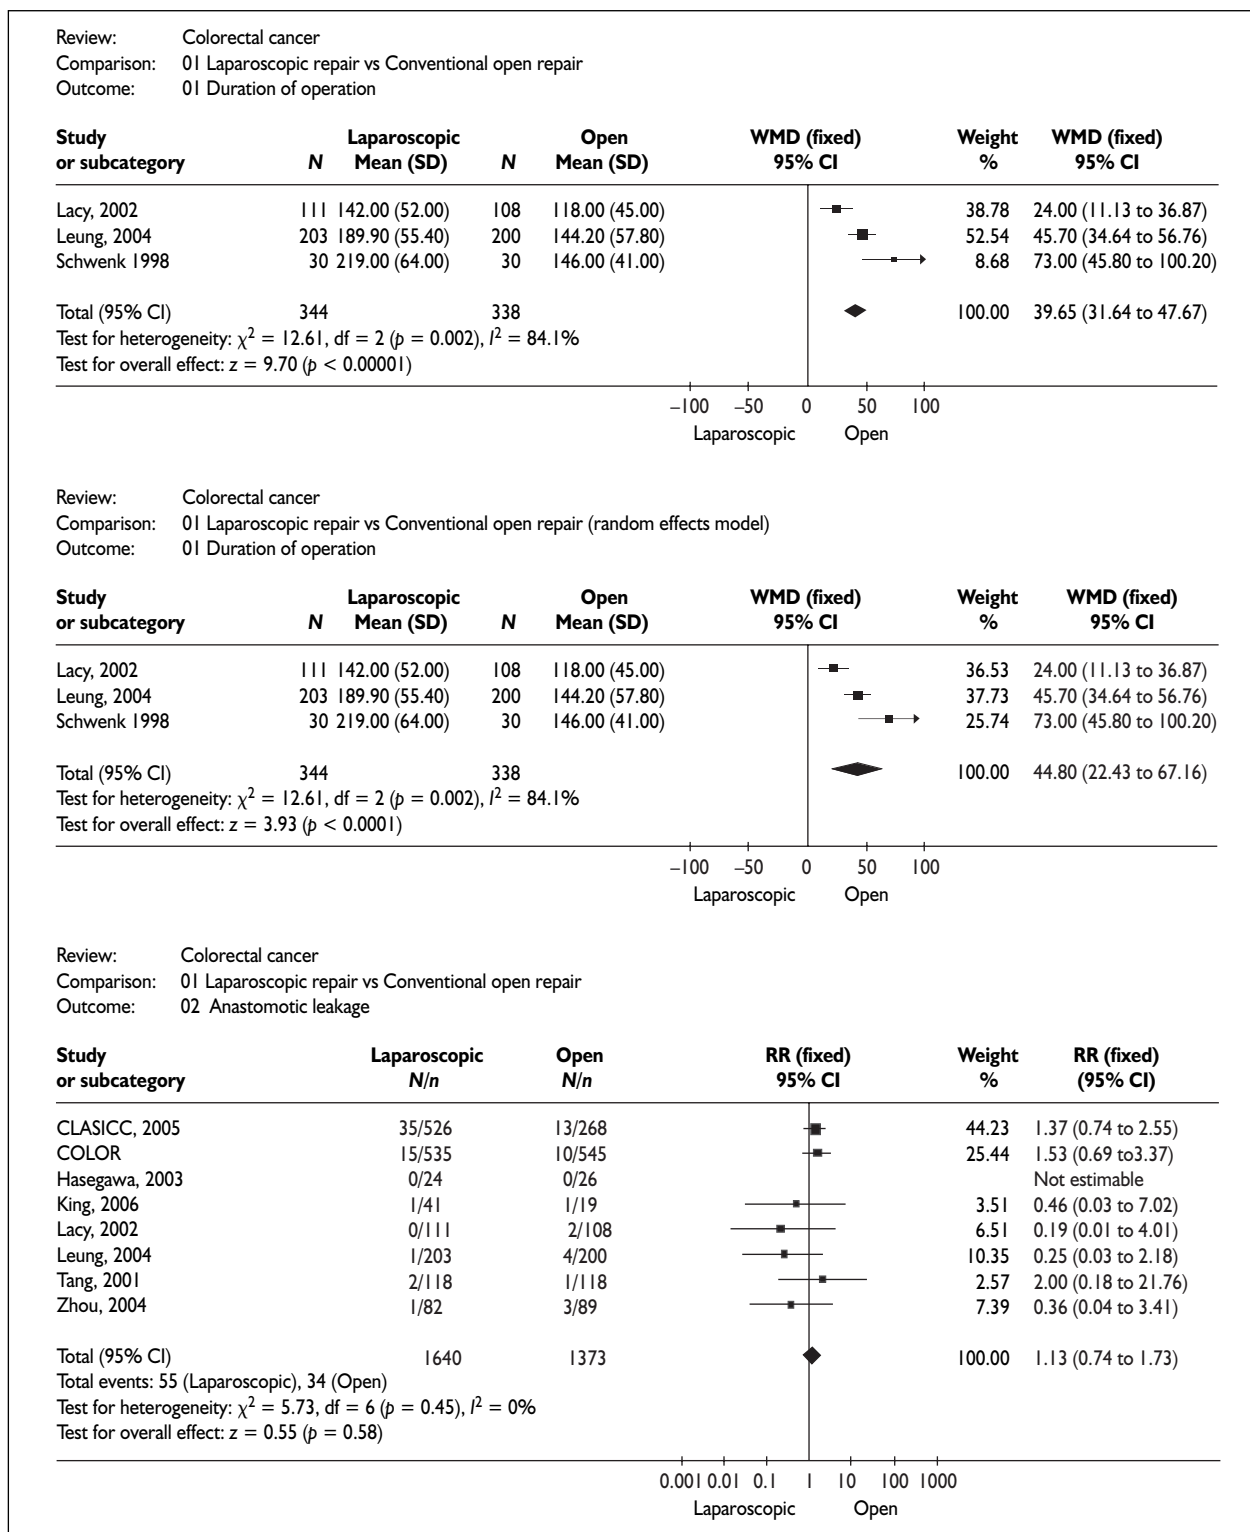 Review: Colorectal cancer
Comparison: 01 Laparoscopic repair vs Conventional open repair
Outcome: 01 Duration of operation
Study Laparoscopic Open WMD (fixed) Weight WMD (fixed)
or subcategory N Mean (SD) N Mean (SD) 95% CI % 95% CI
Lacy, 2002 111 142.00 (52.00) 108 118.00 (45.00) 38.78 24.00 (11.13 to 36.87)
Leung, 2004 203 189.90 (55.40) 200 144.20 (57.80) 52.54 45.70 (34.64 to 56.76)
Schwenk 1998 30 219.00 (64.00) 30 146.00 (41.00) 8.68 73.00 (45.80 to 100.20)
Total (95% CI) 344 338 100.00 39.65 (31.64 to 47.67)
Test for heterogeneity: χ² = 12.61, df = 2 (p = 0.002), I² = 84.1%
Test for overall effect: z = 9.70 (p < 0.00001)
–100 –50 0 50 100
Laparoscopic Open
Review: Colorectal cancer
Comparison: 01 Laparoscopic repair vs Conventional open repair (random effects model)
Outcome: 01 Duration of operation
Study Laparoscopic Open WMD (fixed) Weight WMD (fixed)
or subcategory N Mean (SD) N Mean (SD) 95% CI % 95% CI
Lacy, 2002 111 142.00 (52.00) 108 118.00 (45.00) 36.53 24.00 (11.13 to 36.87)
Leung, 2004 203 189.90 (55.40) 200 144.20 (57.80) 37.73 45.70 (34.64 to 56.76)
Schwenk 1998 30 219.00 (64.00) 30 146.00 (41.00) 25.74 73.00 (45.80 to 100.20)
Total (95% CI) 344 338 100.00 44.80 (22.43 to 67.16)
Test for heterogeneity: χ² = 12.61, df = 2 (p = 0.002), I² = 84.1%
Test for overall effect: z = 3.93 (p < 0.0001)
–100 –50 0 50 100
Laparoscopic Open
Review: Colorectal cancer
Comparison: 01 Laparoscopic repair vs Conventional open repair
Outcome: 02 Anastomotic leakage
Study Laparoscopic Open RR (fixed) Weight RR (fixed)
or subcategory N/n N/n 95% CI % (95% CI)
CLASICC, 2005 35/526 13/268 44.23 1.37 (0.74 to 2.55)
COLOR 15/535 10/545 25.44 1.53 (0.69 to3.37)
Hasegawa, 2003 0/24 0/26 Not estimable
King, 2006 1/41 1/19 3.51 0.46 (0.03 to 7.02)
Lacy, 2002 0/111 2/108 6.51 0.19 (0.01 to 4.01)
Leung, 2004 1/203 4/200 10.35 0.25 (0.03 to 2.18)
Tang, 2001 2/118 1/118 2.57 2.00 (0.18 to 21.76)
Zhou, 2004 1/82 3/89 7.39 0.36 (0.04 to 3.41)
Total (95% CI) 1640 1373 100.00 1.13 (0.74 to 1.73)
Total events: 55 (Laparoscopic), 34 (Open)
Test for heterogeneity: χ² = 5.73, df = 6 (p = 0.45), I² = 0%
Test for overall effect: z = 0.55 (p = 0.58)
0.001 0.01 0.1 1 10 100 1000
Laparoscopic Open